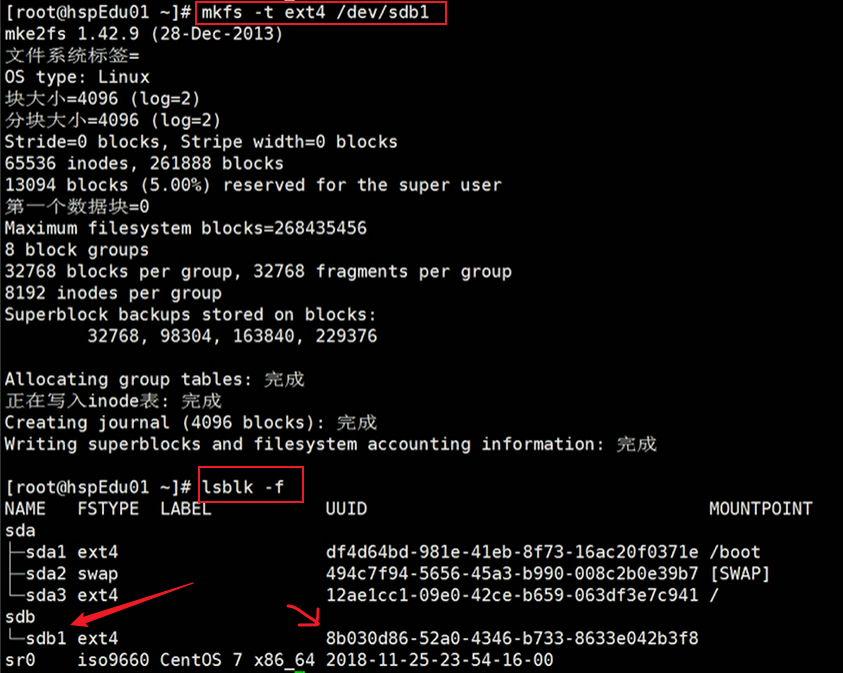 [root@hspEdu01 ~]# mkfs -t ext4 /dev/sdb1
mke2fs 1.42.9 (28-Dec-2013)
文件系统标签=
OS type: Linux
块大小=4096 (log=2)
分块大小=4096 (log=2)
Stride=0 blocks, Stripe width=0 blocks
65536 inodes, 261888 blocks
13094 blocks (5.00%) reserved for the super user
第一个数据块=0
Maximum filesystem blocks=268435456
8 block groups
32768 blocks per group, 32768 fragments per group
8192 inodes per group
Superblock backups stored on blocks:
        32768, 98304, 163840, 229376

Allocating group tables: 完成
正在写入inode表: 完成
Creating journal (4096 blocks): 完成
Writing superblocks and filesystem accounting information: 完成

[root@hspEdu01 ~]# lsblk -f
NAME   FSTYPE  LABEL           UUID                                 MOUNTPOINT
sda
├─sda1 ext4                    df4d64bd-981e-41eb-8f73-16ac20f0371e /boot
├─sda2 swap                    494c7f94-5656-45a3-b990-008c2b0e39b7 [SWAP]
└─sda3 ext4                    12ae1cc1-09e0-42ce-b659-063df3e7c941 /
sdb
└─sdb1 ext4                    8b030d86-52a0-4346-b733-8633e042b3f8
sr0    iso9660 CentOS 7 x86_64 2018-11-25-23-54-16-00